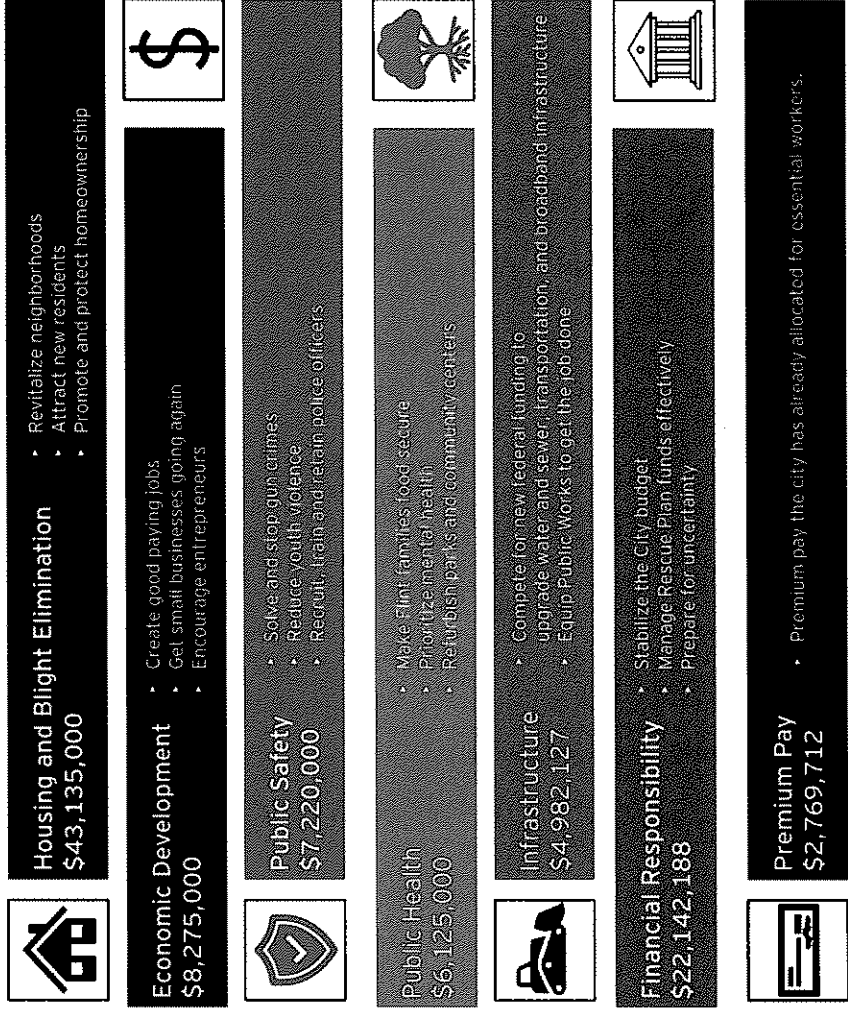 Housing and Blight Elimination
$43,135,000
• Revitalize neighborhoods
• Attract new residents
• Promote and protect homeownership
Economic Development
$8,275,000
• Create good paying jobs
• Get small businesses going again
• Encourage entrepreneurs
Public Safety
$7,220,000
• Solve and stop gun crimes
• Reduce youth violence
• Recruit, train and retain police officers
Public Health
$6,125,000
• Make Flint families food secure
• Prioritize mental health
• Refurbish parks and community centers
Infrastructure
$4,982,127
• Compete for new federal funding to
upgrade water and sewer, transportation, and broadband infrastructure
• Equip Public Works to get the job done
Financial Responsibility
$22,142,188
• Stabilize the City budget
• Manage Rescue Plan funds effectively
• Prepare for uncertainty
Premium Pay
$2,769,712
• Premium pay the city has already allocated for essential workers.